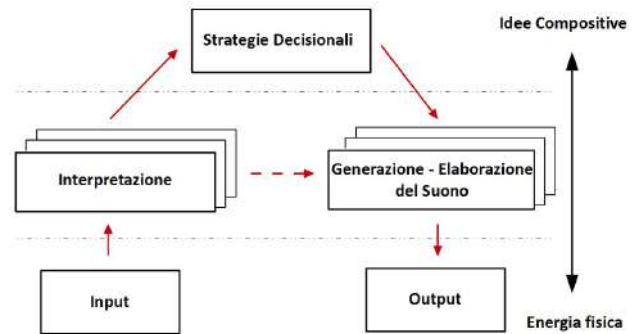 Idee Compositive
Strategie Decisionali
Interpretazione
Generazione - Elaborazione
del Suono
Input
Output
Energia fisica